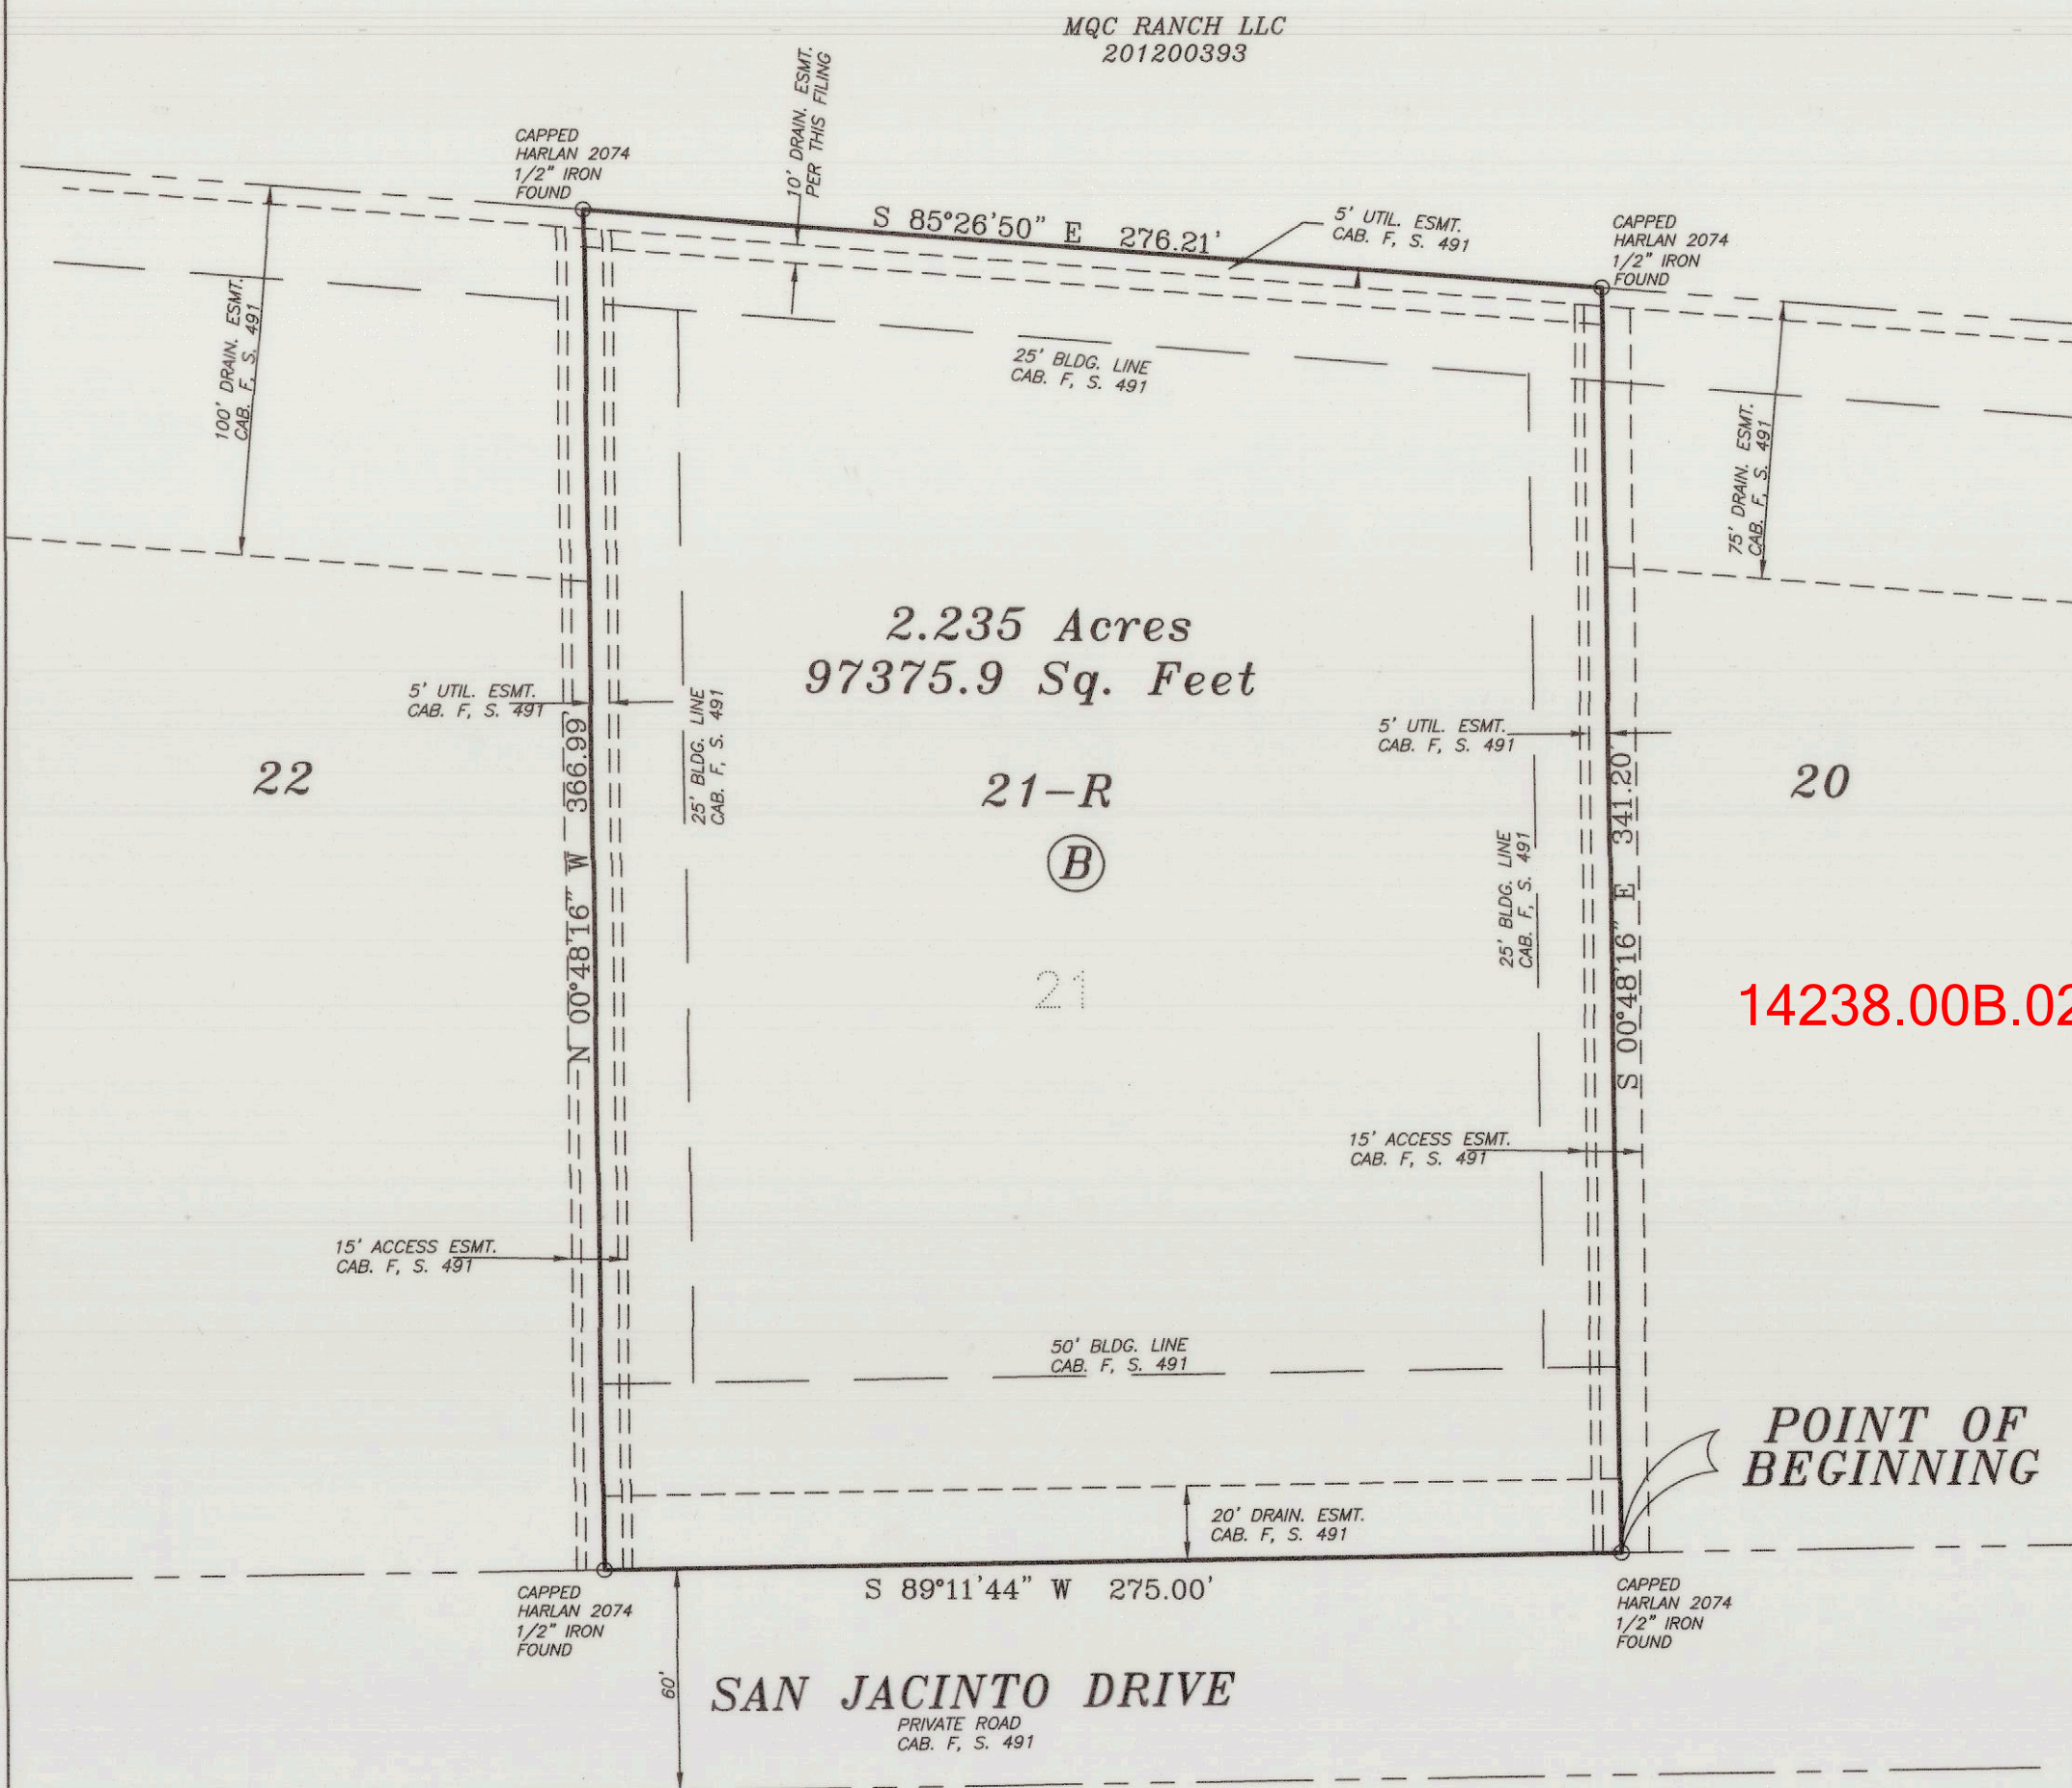 MQC RANCH LLC
201200393
10' DRAIN. ESMT.
PER THIS FILING
CAPPED
HARLAN 2074
1/2" IRON
FOUND
S 85°26'50" E 276.21'
5' UTIL. ESMT.
CAB. F, S. 491
CAPPED
HARLAN 2074
1/2" IRON
FOUND
100' DRAIN. ESMT.
CAB. F, S. 491
25' BLDG. LINE
CAB. F, S. 491
75' DRAIN. ESMT.
CAB. F, S. 491
2.235 Acres
97375.9 Sq. Feet
5' UTIL. ESMT.
CAB. F, S. 491
N 00°48'16" W 366.99'
25' BLDG. LINE
CAB. F, S. 491
5' UTIL. ESMT.
CAB. F, S. 491
S 00°48'16" E 341.20'
22
21-R
20
B
25' BLDG. LINE
CAB. F, S. 491
21
14238.00B.02
15' ACCESS ESMT.
CAB. F, S. 491
15' ACCESS ESMT.
CAB. F, S. 491
50' BLDG. LINE
CAB. F, S. 491
POINT OF
BEGINNING
20' DRAIN. ESMT.
CAB. F, S. 491
S 89°11'44" W 275.00'
CAPPED
HARLAN 2074
1/2" IRON
FOUND
CAPPED
HARLAN 2074
1/2" IRON
FOUND
60'
SAN JACINTO DRIVE
PRIVATE ROAD
CAB. F, S. 491